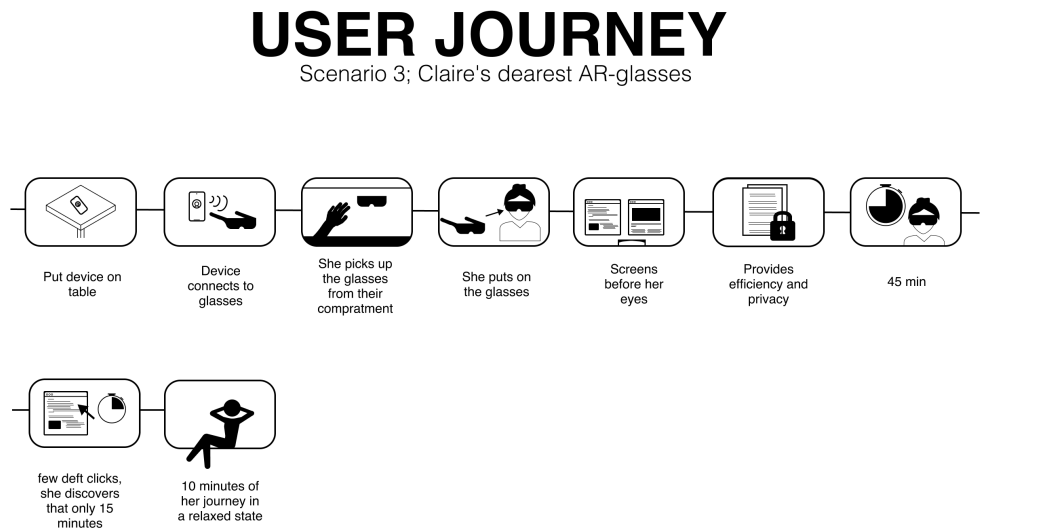 USER JOURNEY
Scenario 3; Claire's dearest AR-glasses
Put device on
table
Device
connects to
glasses
She picks up
the glasses
from their
compratment
She puts on
the glasses
Screens
before her
eyes
Provides
efficiency and
privacy
45 min
few deft clicks,
she discovers
that only 15
minutes
10 minutes of
her journey in
a relaxed state